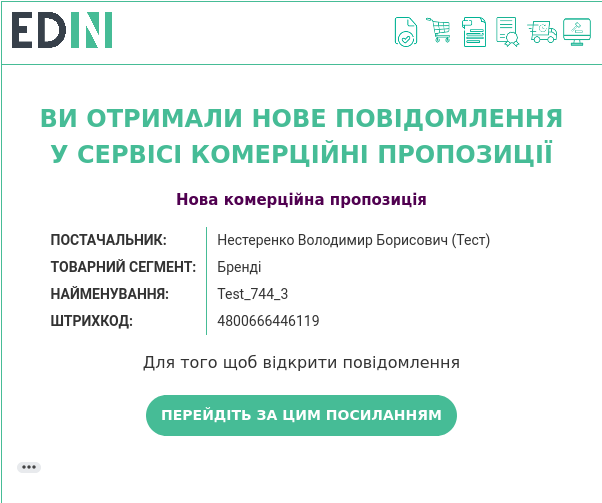 EDIN
ВИ ОТРИМАЛИ НОВЕ ПОВІДОМЛЕННЯ
У СЕРВІСІ КОМЕРЦІЙНІ ПРОПОЗИЦІЇ
Нова комерційна пропозиція
ПОСТАЧАЛЬНИК: Нестеренко Володимир Борисович (Тест)
ТОВАРНИЙ СЕГМЕНТ: Бренді
НАЙМЕНУВАННЯ: Test_744_3
ШТРИХКОД: 4800666446119
Для того щоб відкрити повідомлення
ПЕРЕЙДІТЬ ЗА ЦИМ ПОСИЛАННЯМ